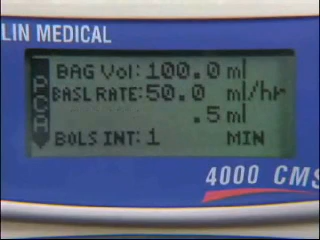 LIN MEDICAL
BAG Vol: 100.0 ml
BASL RATE: 50.0 ml/hr
.5 ml
BOLS INT: 1 MIN
PCA
4000 CMS